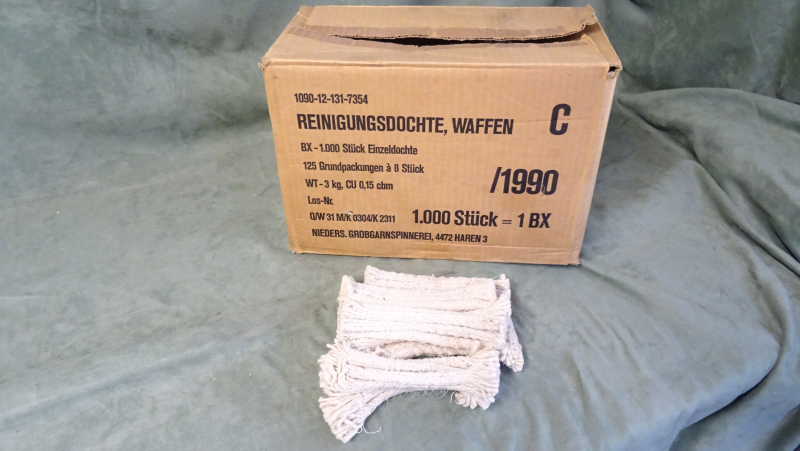 1090-12-131-7354
REINIGUNGSDOCHTE, WAFFEN C
BX - 1.000 Stück Einzeldochte
125 Grundpackungen à 8 Stück
WT - 3 kg, CU 0,15 cbm
/1990
Los-Nr.
Q/W 31 M/K 0304/K 2311
1.000 Stück = 1 BX
NIEDERS. GROBGARNSPINNEREI, 4472 HAREN 3